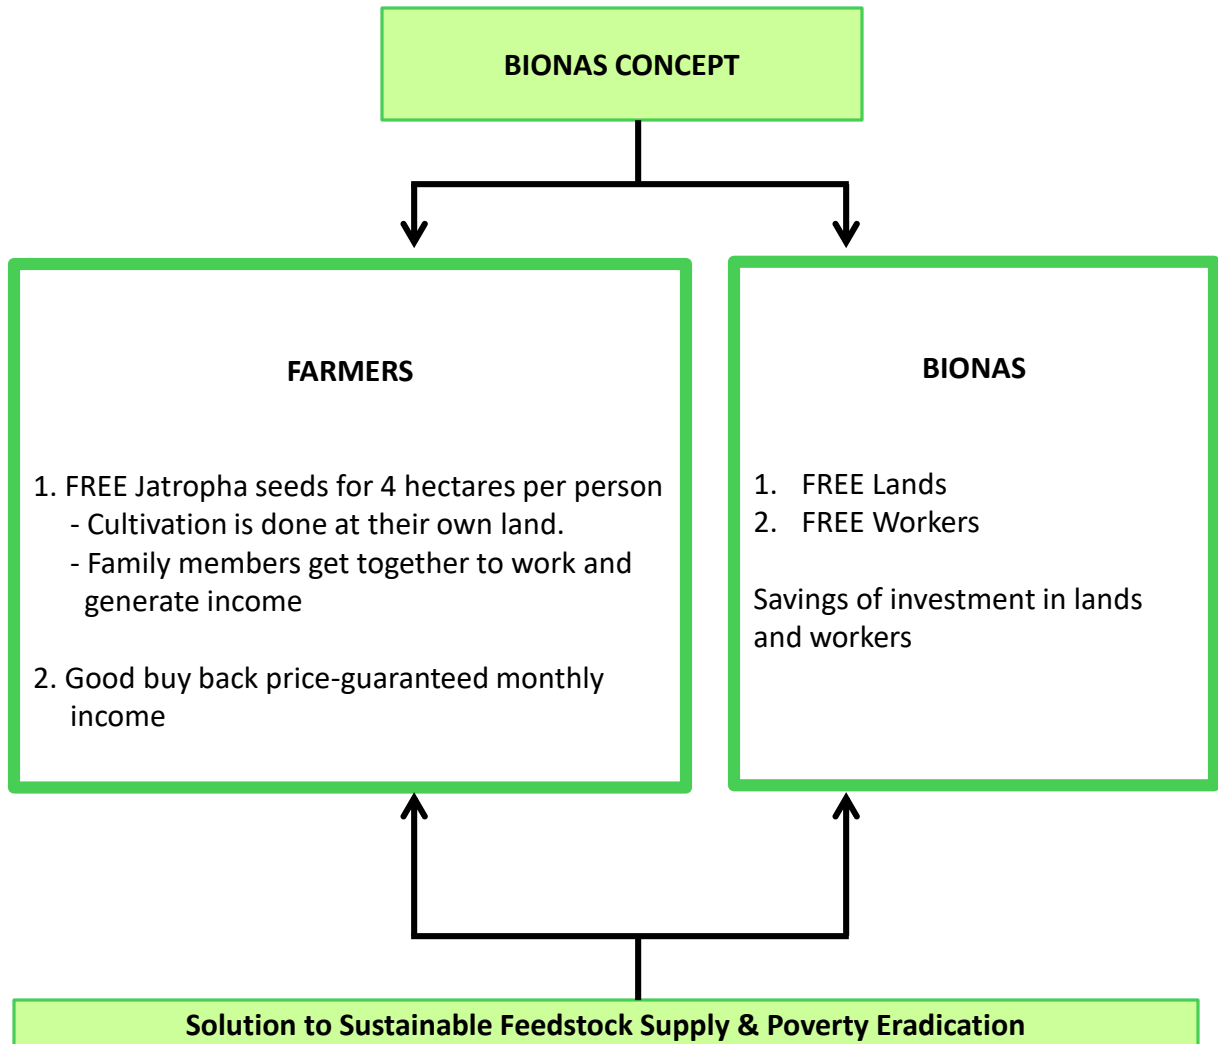 BIONAS CONCEPT
FARMERS
1. FREE Jatropha seeds for 4 hectares per person
- Cultivation is done at their own land.
- Family members get together to work and
generate income
2. Good buy back price-guaranteed monthly
income
BIONAS
1. FREE Lands
2. FREE Workers
Savings of investment in lands
and workers
Solution to Sustainable Feedstock Supply & Poverty Eradication